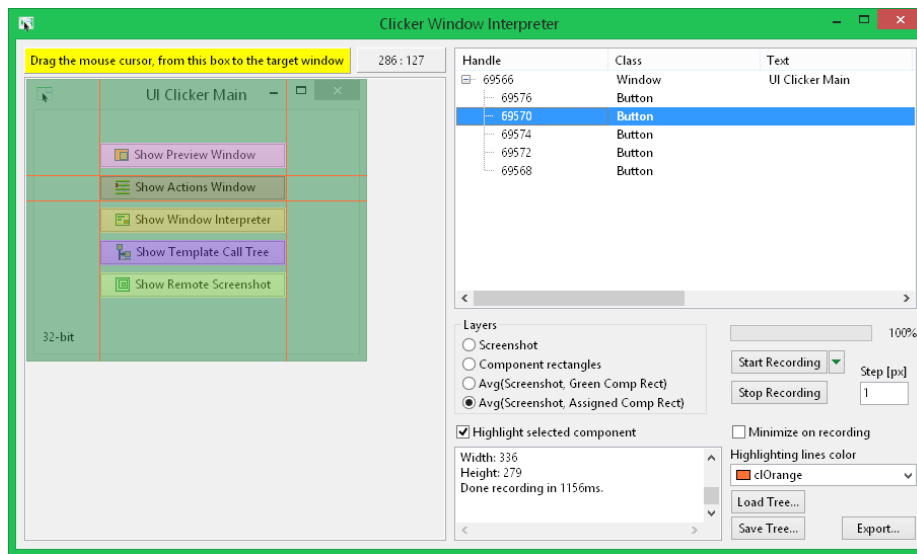 Clicker Window Interpreter
Drag the mouse cursor, from this box to the target window
286 : 127
UI Clicker Main
Show Preview Window
Show Actions Window
Show Window Interpreter
Show Template Call Tree
Show Remote Screenshot
32-bit
Handle Class Text
69566 Window UI Clicker Main
69576 Button
69570 Button
69574 Button
69572 Button
69568 Button
Layers
Screenshot
Component rectangles
Avg(Screenshot, Green Comp Rect)
Avg(Screenshot, Assigned Comp Rect)
100%
Start Recording
Step [px]
Stop Recording
1
Highlight selected component
Minimize on recording
Width: 336
Height: 279
Done recording in 1156ms.
Highlighting lines color
clOrange
Load Tree...
Save Tree...
Export...